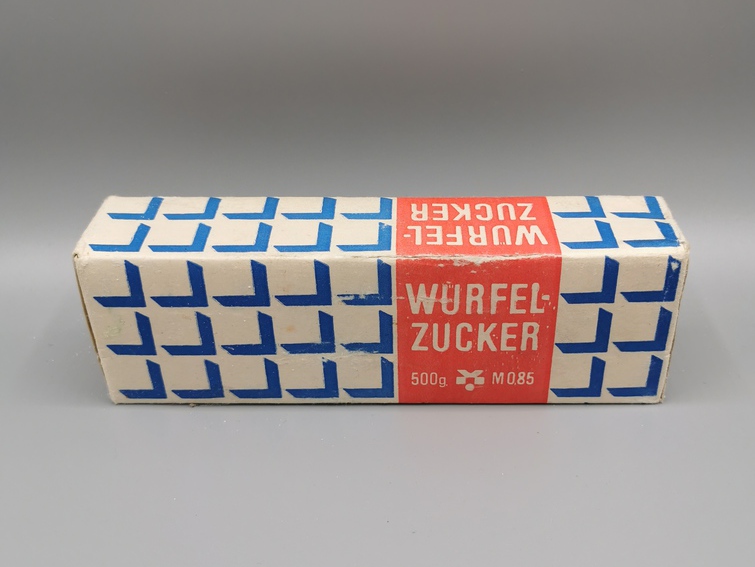 WÜRFEL-
ZUCKER
WÜRFEL-
ZUCKER
500g M 0,85